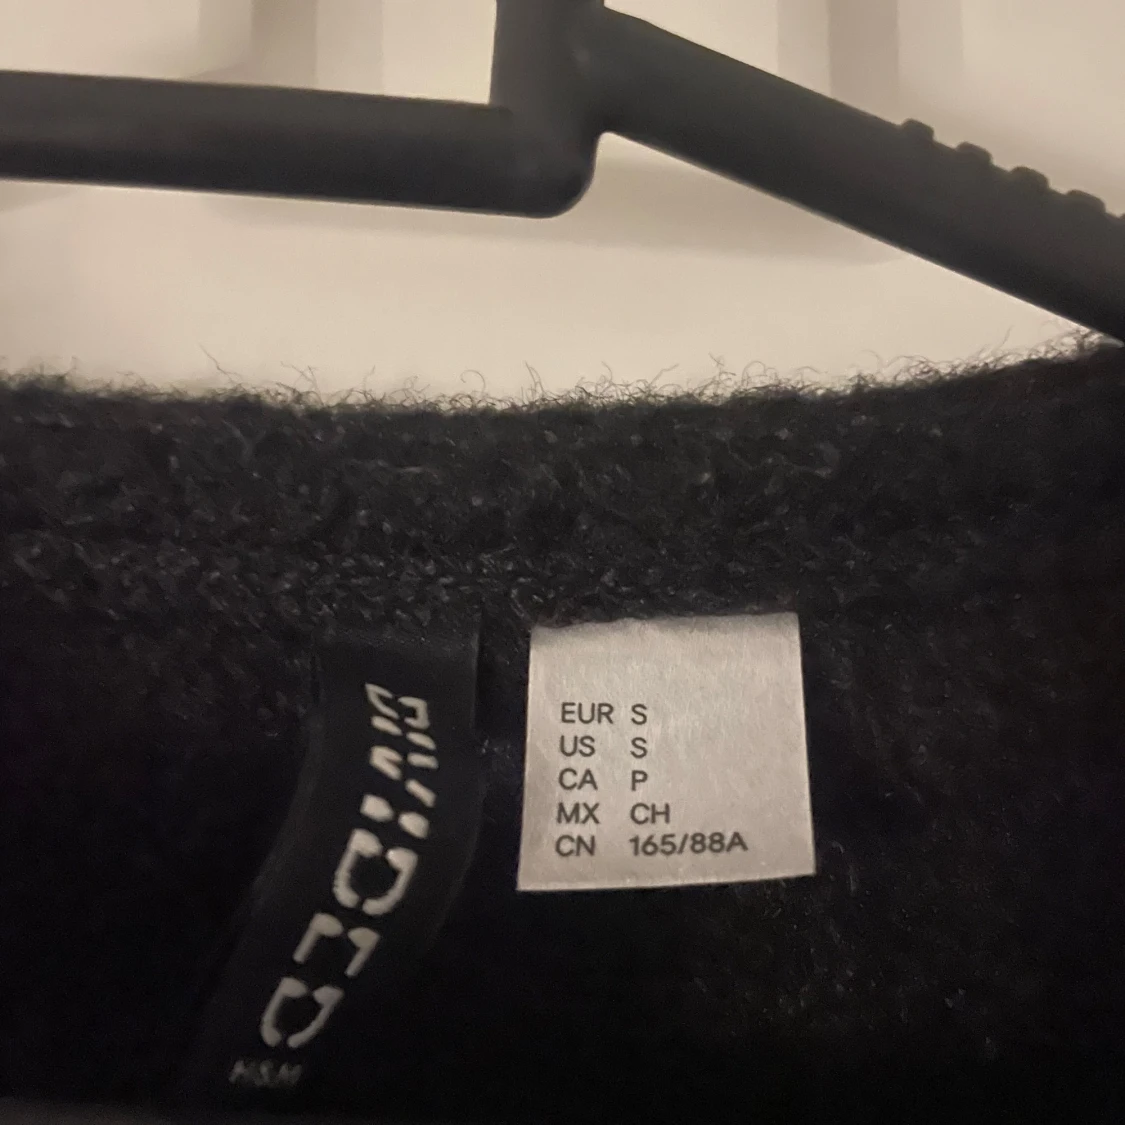 DIVIDED
H&M
EUR S
US S
CA P
MX CH
CN 165/88A